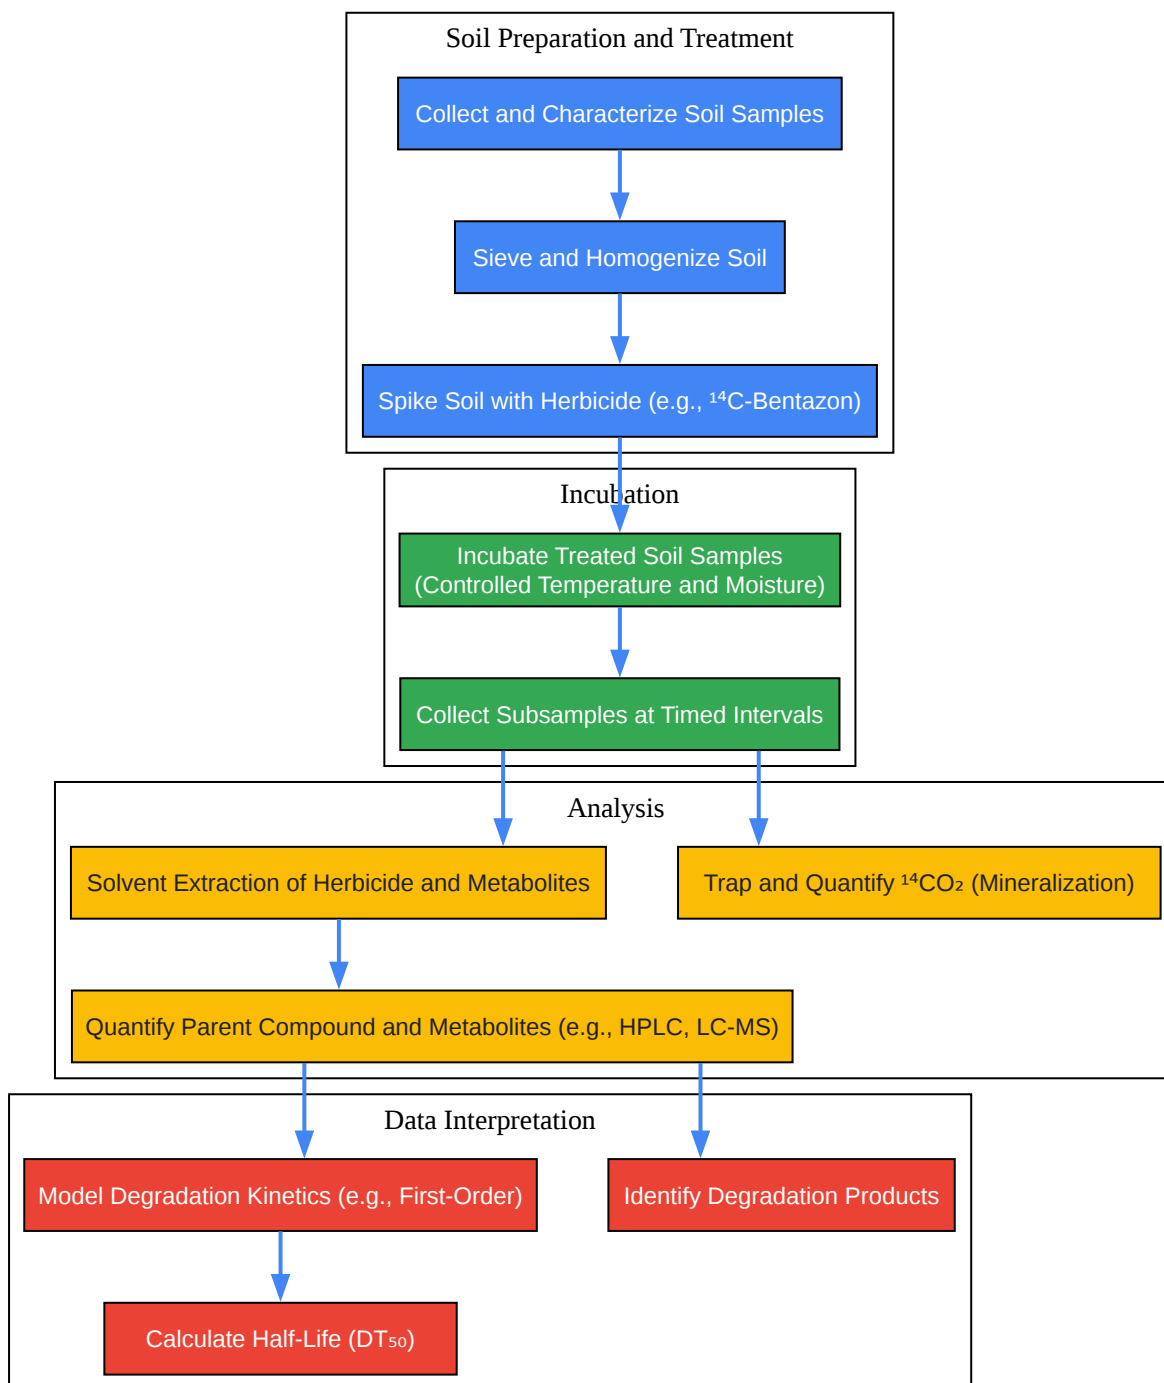 Soil Preparation and Treatment
Collect and Characterize Soil Samples
Sieve and Homogenize Soil
Spike Soil with Herbicide (e.g., ¹⁴C-Bentazon)
Incubation
Incubate Treated Soil Samples
(Controlled Temperature and Moisture)
Collect Subsamples at Timed Intervals
Analysis
Solvent Extraction of Herbicide and Metabolites
Trap and Quantify ¹⁴CO₂ (Mineralization)
Quantify Parent Compound and Metabolites (e.g., HPLC, LC-MS)
Data Interpretation
Model Degradation Kinetics (e.g., First-Order)
Identify Degradation Products
Calculate Half-Life (DT₅₀)